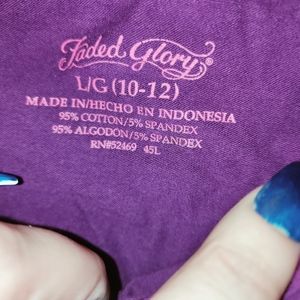 Faded Glory®
L/G (10-12)
MADE IN/HECHO EN INDONESIA
95% COTTON/5% SPANDEX
95% ALGODÓN/5% SPANDEX
RN#52469 45L